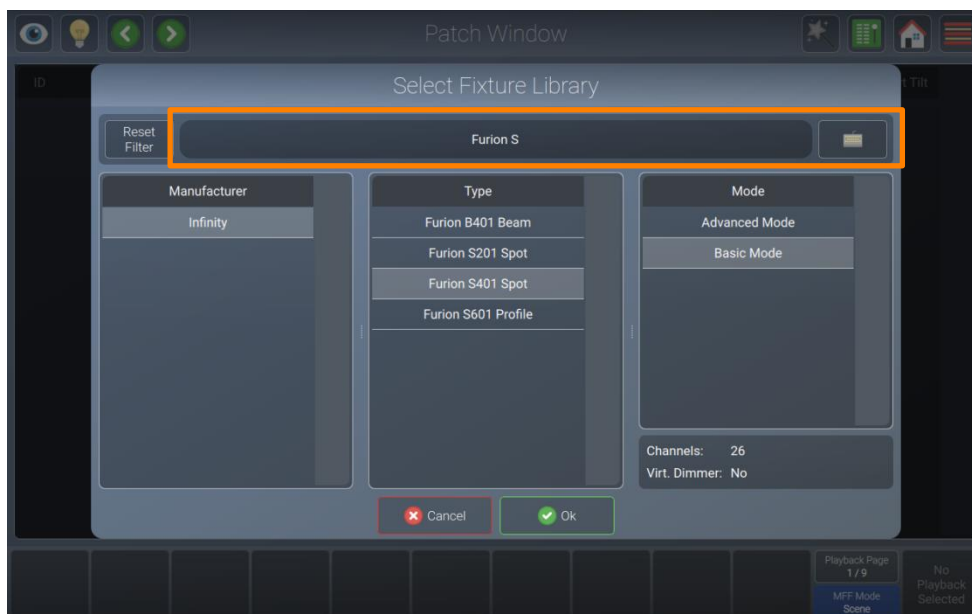 Patch Window
ID
t Tilt
Select Fixture Library
Reset
Filter
Furion S
Manufacturer
Infinity
Type
Furion B401 Beam
Furion S201 Spot
Furion S401 Spot
Furion S601 Profile
Mode
Advanced Mode
Basic Mode
Channels: 26
Virt. Dimmer: No
Cancel
Ok
Playback Page
1 / 9
MFF Mode
Scene
No
Playback
Selected